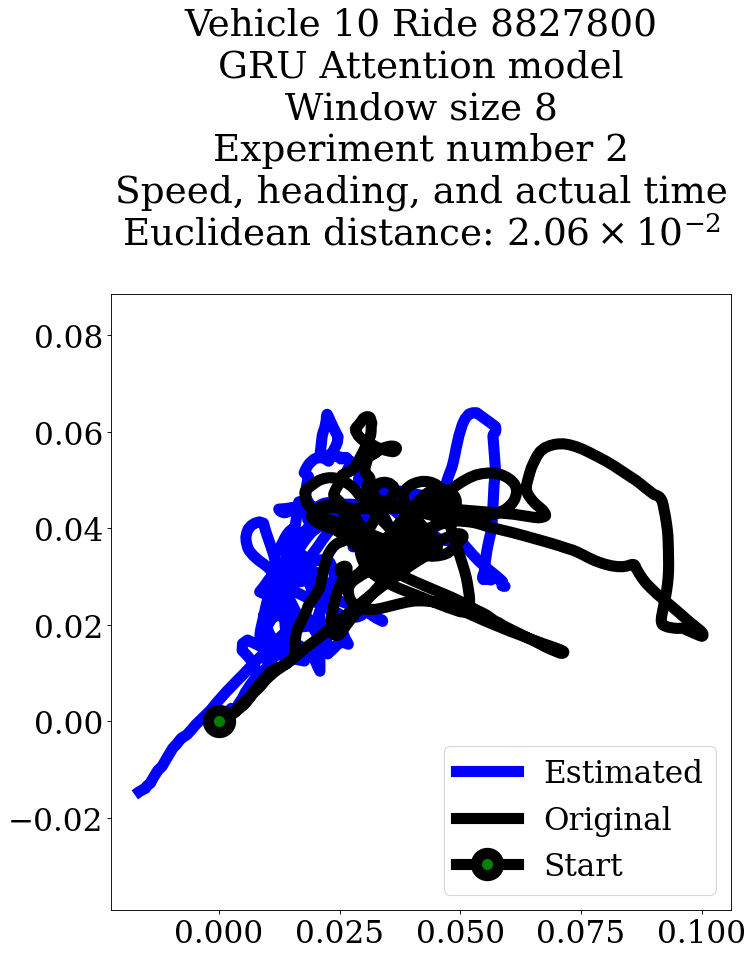 Vehicle 10 Ride 8827800
GRU Attention model
Window size 8
Experiment number 2
Speed, heading, and actual time
Euclidean distance: 2.06 × 10⁻²
0.08
0.06
0.04
0.02
0.00
−0.02
0.000 0.025 0.050 0.075 0.100
Estimated
Original
Start